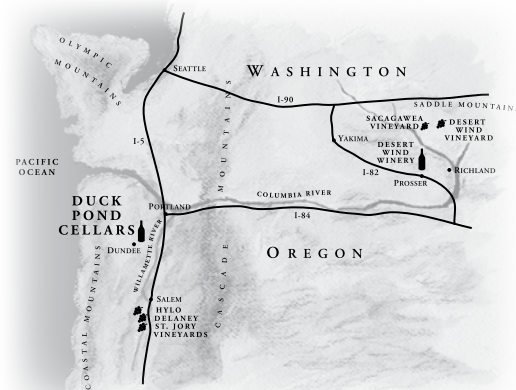 OLYMPIC
MOUNTAINS
SEATTLE
WASHINGTON
I-90
SADDLE MOUNTAIN
SACAGAWEA
VINEYARD
DESERT
WIND
VINEYARD
I-5
MOUNTAINS
YAKIMA
DESERT
WIND
WINERY
PACIFIC
OCEAN
I-82
RICHLAND
PROSSER
DUCK
POND
CELLARS
PORTLAND
COLUMBIA RIVER
I-84
DUNDEE
WILLAMETTE RIVER
OREGON
CASCADE
COASTAL MOUNTAINS
SALEM
HYLO
DELANEY
ST. JORY
VINEYARDS